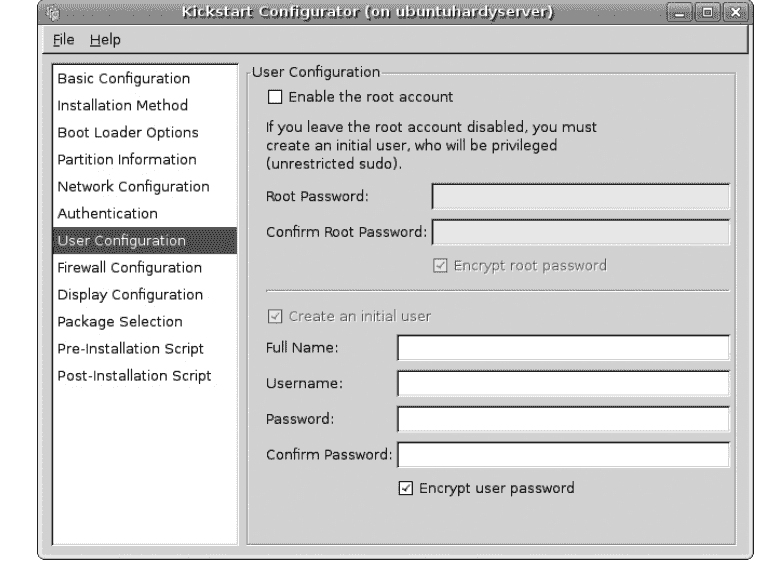 Kickstart Configurator (on ubuntuhardyserver)
File Help
Basic Configuration
Installation Method
Boot Loader Options
Partition Information
Network Configuration
Authentication
User Configuration
Firewall Configuration
Display Configuration
Package Selection
Pre-Installation Script
Post-Installation Script
User Configuration
Enable the root account
If you leave the root account disabled, you must
create an initial user, who will be privileged
(unrestricted sudo).
Root Password:
Confirm Root Password:
Encrypt root password
Create an initial user
Full Name:
Username:
Password:
Confirm Password:
Encrypt user password